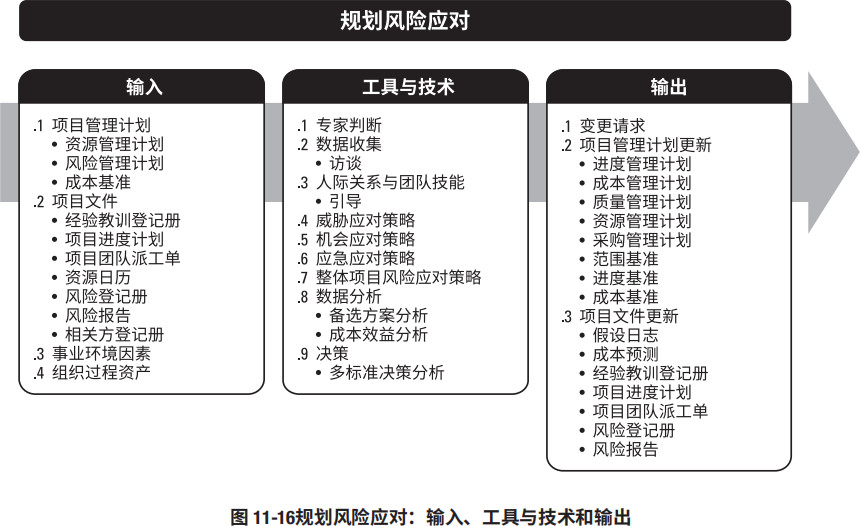 规划风险应对
输入
.1 项目管理计划
• 资源管理计划
• 风险管理计划
• 成本基准
.2 项目文件
• 经验教训登记册
• 项目进度计划
• 项目团队派工单
• 资源日历
• 风险登记册
• 风险报告
• 相关方登记册
.3 事业环境因素
.4 组织过程资产
工具与技术
.1 专家判断
.2 数据收集
• 访谈
.3 人际关系与团队技能
• 引导
.4 威胁应对策略
.5 机会应对策略
.6 应急应对策略
.7 整体项目风险应对策略
.8 数据分析
• 备选方案分析
• 成本效益分析
.9 决策
• 多标准决策分析
输出
.1 变更请求
.2 项目管理计划更新
• 进度管理计划
• 成本管理计划
• 质量管理计划
• 资源管理计划
• 采购管理计划
• 范围基准
• 进度基准
• 成本基准
.3 项目文件更新
• 假设日志
• 成本预测
• 经验教训登记册
• 项目进度计划
• 项目团队派工单
• 风险登记册
• 风险报告
图 11-16规划风险应对：输入、工具与技术和输出